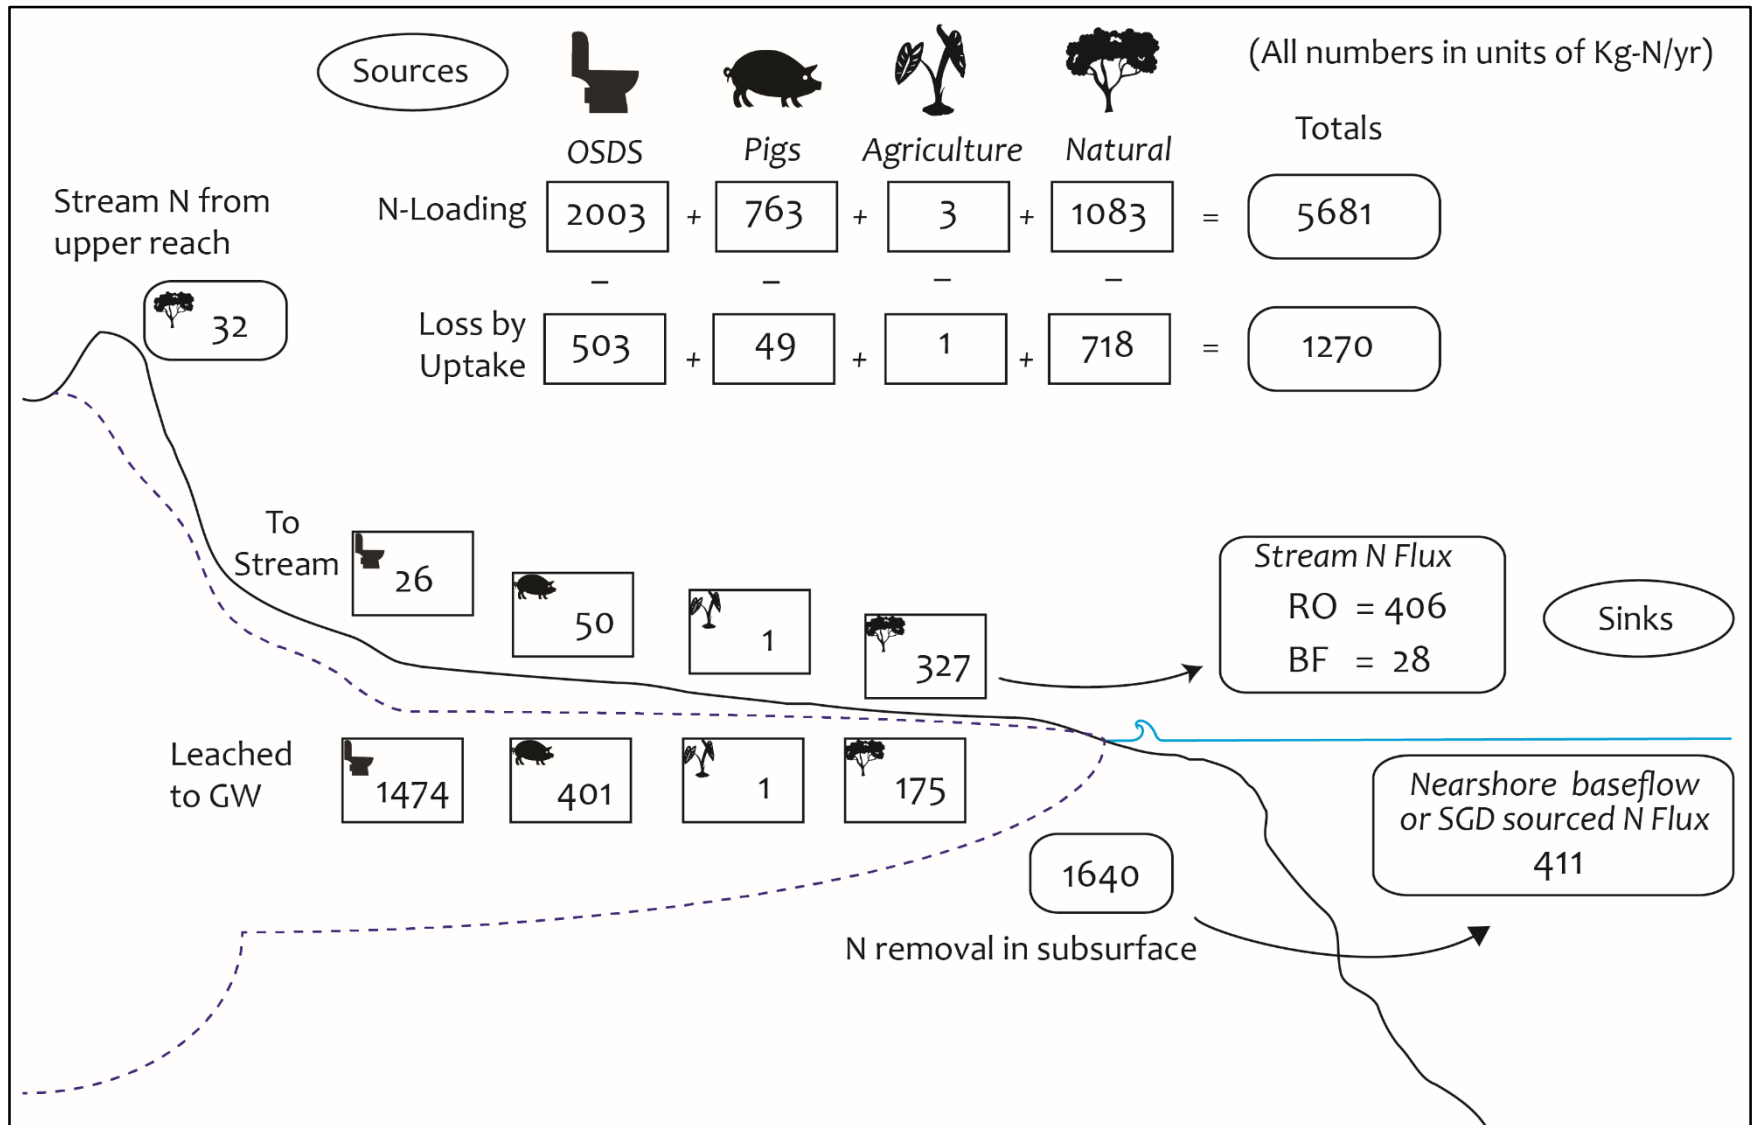 Sources
(All numbers in units of Kg-N/yr)
OSDS Pigs Agriculture Natural Totals
N-Loading 2003 + 763 + 3 + 1083 = 5681
– – – –
Loss by
Uptake 503 + 49 + 1 + 718 = 1270
Stream N from
upper reach
32
To
Stream
26
50
1
327
Stream N Flux
RO = 406
BF = 28
Sinks
Leached
to GW
1474
401
1
175
Nearshore baseflow
or SGD sourced N Flux
411
1640
N removal in subsurface